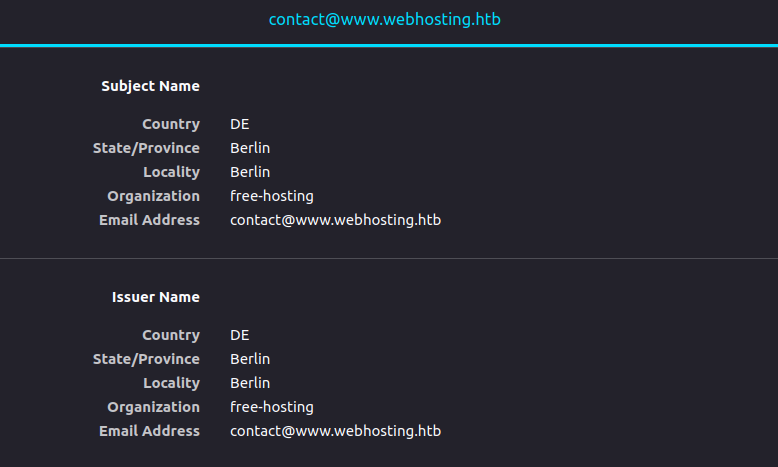 contact@www.webhosting.htb
Subject Name
Country DE
State/Province Berlin
Locality Berlin
Organization free-hosting
Email Address contact@www.webhosting.htb
Issuer Name
Country DE
State/Province Berlin
Locality Berlin
Organization free-hosting
Email Address contact@www.webhosting.htb